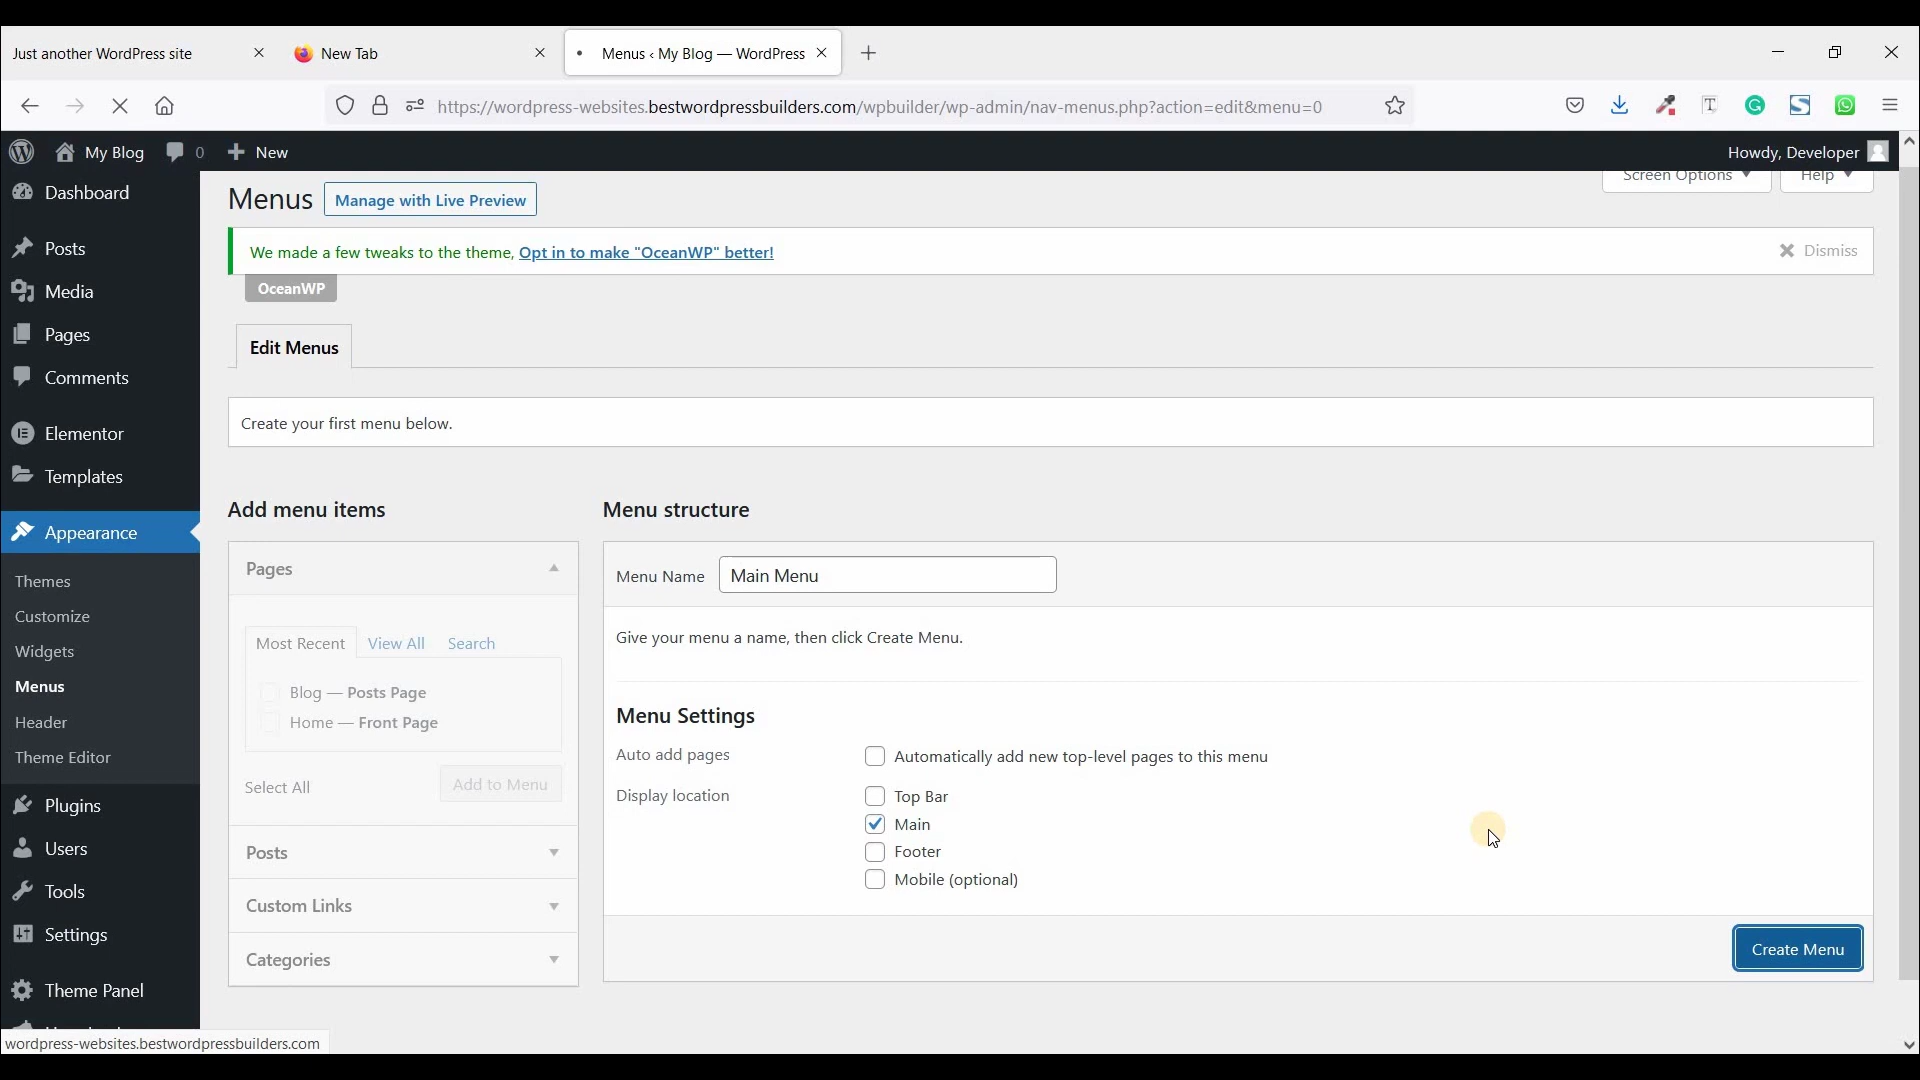 Just another WordPress site
New Tab
Menus ‹ My Blog — WordPress
https://wordpress-websites.bestwordpressbuilders.com/wpbuilder/wp-admin/nav-menus.php?action=edit&menu=0
My Blog
0
New
Howdy, Developer
Dashboard
Posts
Media
Pages
Comments
Elementor
Templates
Appearance
Themes
Customize
Widgets
Menus
Header
Theme Editor
Plugins
Users
Tools
Settings
Theme Panel
Screen Options
Help
Menus
Manage with Live Preview
We made a few tweaks to the theme, Opt in to make "OceanWP" better!
Dismiss
OceanWP
Edit Menus
Create your first menu below.
Add menu items
Pages
Most Recent
View All
Search
Blog — Posts Page
Home — Front Page
Select All
Add to Menu
Posts
Custom Links
Categories
Menu structure
Menu Name
Main Menu
Give your menu a name, then click Create Menu.
Menu Settings
Auto add pages
Automatically add new top-level pages to this menu
Display location
Top Bar
Main
Footer
Mobile (optional)
Create Menu
wordpress-websites.bestwordpressbuilders.com